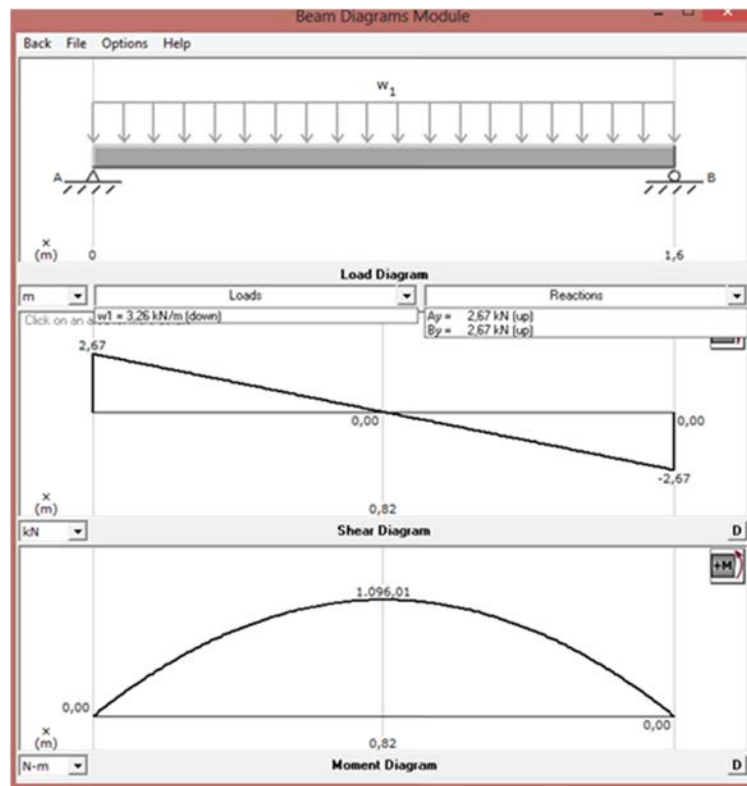 Beam Diagrams Module
Back File Options Help
w1
A
B
x
(m)
0
1,6
Load Diagram
m
Loads
Reactions
w1 = 3,26 kN/m (down)
Ay = 2,67 kN (up)
By = 2,67 kN (up)
Click on an
2,67
0,00
0,00
-2,67
x
(m)
0,82
kN
Shear Diagram
D
+M
1.096,01
0,00
0,00
x
(m)
0,82
N-m
Moment Diagram
D